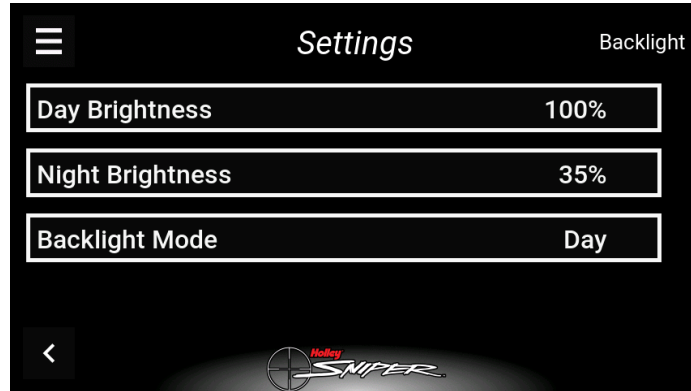 Settings
Backlight
Day Brightness 100%
Night Brightness 35%
Backlight Mode Day
Holley
SNIPER